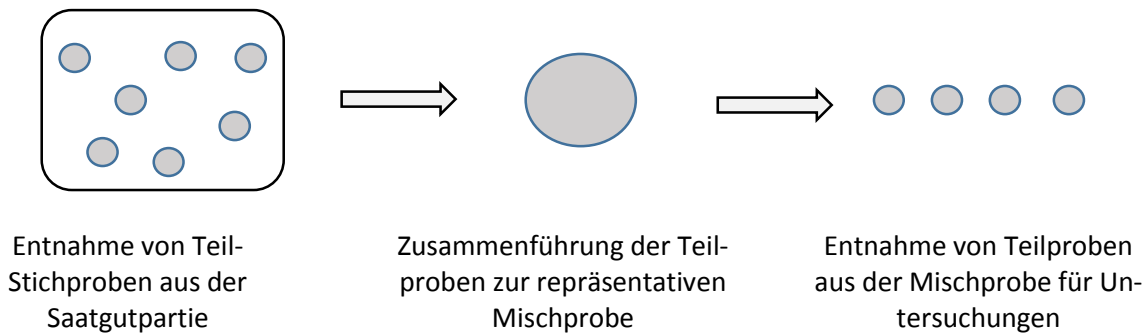 Entnahme von Teil-
Stichproben aus der
Saatgutpartie
Zusammenführung der Teil-
proben zur repräsentativen
Mischprobe
Entnahme von Teilproben
aus der Mischprobe für Un-
tersuchungen